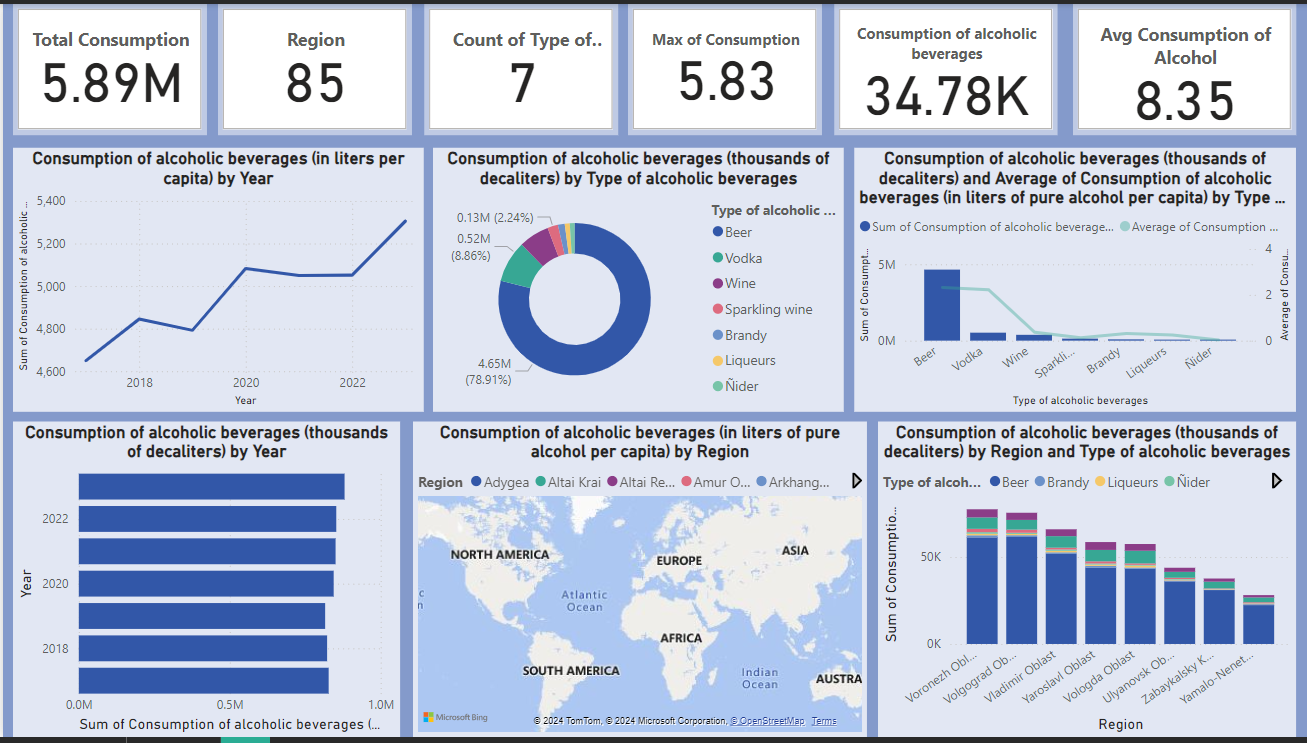 Total Consumption
5.89M
Region
85
Count of Type of..
7
Max of Consumption
5.83
Consumption of alcoholic
beverages
34.78K
Avg Consumption of
Alcohol
8.35
Consumption of alcoholic beverages (in liters per
capita) by Year
Sum of Consumption of alcoholic ...
5,400
5,200
5,000
4,800
4,600
2018
2020
2022
Year
Consumption of alcoholic beverages (thousands of
decaliters) by Type of alcoholic beverages
0.13M (2.24%)
0.52M
(8.86%)
4.65M
(78.91%)
Type of alcoholic ...
Beer
Vodka
Wine
Sparkling wine
Brandy
Liqueurs
Ñider
Consumption of alcoholic beverages (thousands of
decaliters) and Average of Consumption of alcoholic
beverages (in liters of pure alcohol per capita) by Type ...
Sum of Consumption of alcoholic beverage...
Average of Consumption ...
Sum of Consumpt...
5M
0M
4
2
0
Average of Consu...
Beer
Vodka
Wine
Sparkli...
Brandy
Liqueurs
Ñider
Type of alcoholic beverages
Consumption of alcoholic beverages (thousands
of decaliters) by Year
Year
2022
2020
2018
0.0M
0.5M
1.0M
Sum of Consumption of alcoholic beverages (...
Consumption of alcoholic beverages (in liters of pure
alcohol per capita) by Region
Region
Adygea
Altai Krai
Altai Re...
Amur O...
Arkhang...
NORTH AMERICA
EUROPE
ASIA
Atlantic
Ocean
AFRICA
SOUTH AMERICA
Indian
Ocean
AUSTRA
Microsoft Bing
© 2024 TomTom, © 2024 Microsoft Corporation, © OpenStreetMap Terms
Consumption of alcoholic beverages (thousands of
decaliters) by Region and Type of alcoholic beverages
Type of alcoh...
Beer
Brandy
Liqueurs
Ñider
Sum of Consumptio...
50K
0K
Voronezh Obl...
Volgograd Ob...
Vladimir Oblast
Yaroslavl Oblast
Vologda Oblast
Ulyanovsk Ob...
Zabaykalsky K...
Yamalo-Nenet...
Region